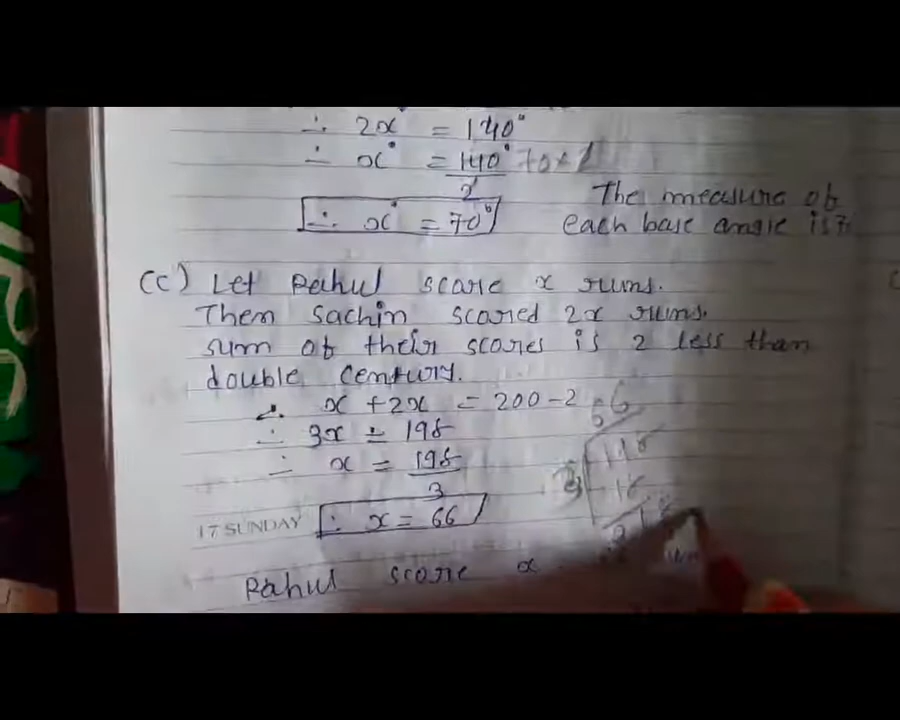 ∴ 2x = 140°
∴ x° = 140°
2
∴ x° = 70°
The measure of
each base angle is
(c) Let Rahul score x runs.
Then sachin scored 2x runs.
sum of their scores is 2 less than
double century.
∴ x + 2x = 200 - 2
∴ 3x = 198
∴ x = 198
3
17 SUNDAY
∴ x = 66
66
Rahul score x